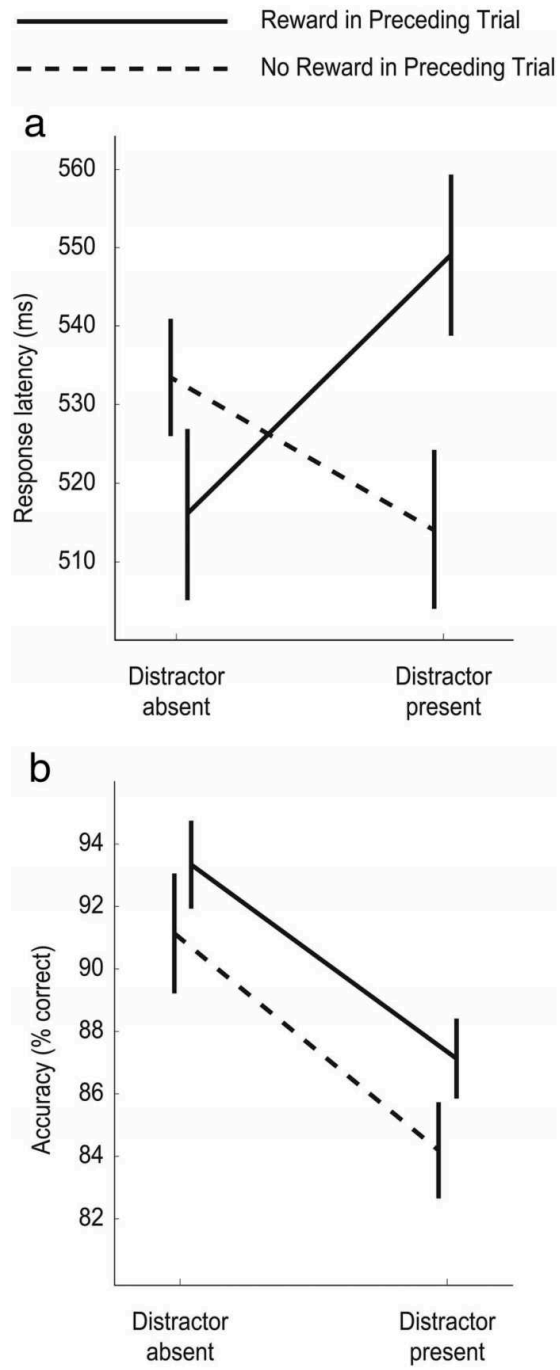 Reward in Preceding Trial
No Reward in Preceding Trial
a
Response latency (ms)
560
550
540
530
520
510
Distractor
absent
Distractor
present
b
Accuracy (% correct)
94
92
90
88
86
84
82
Distractor
absent
Distractor
present